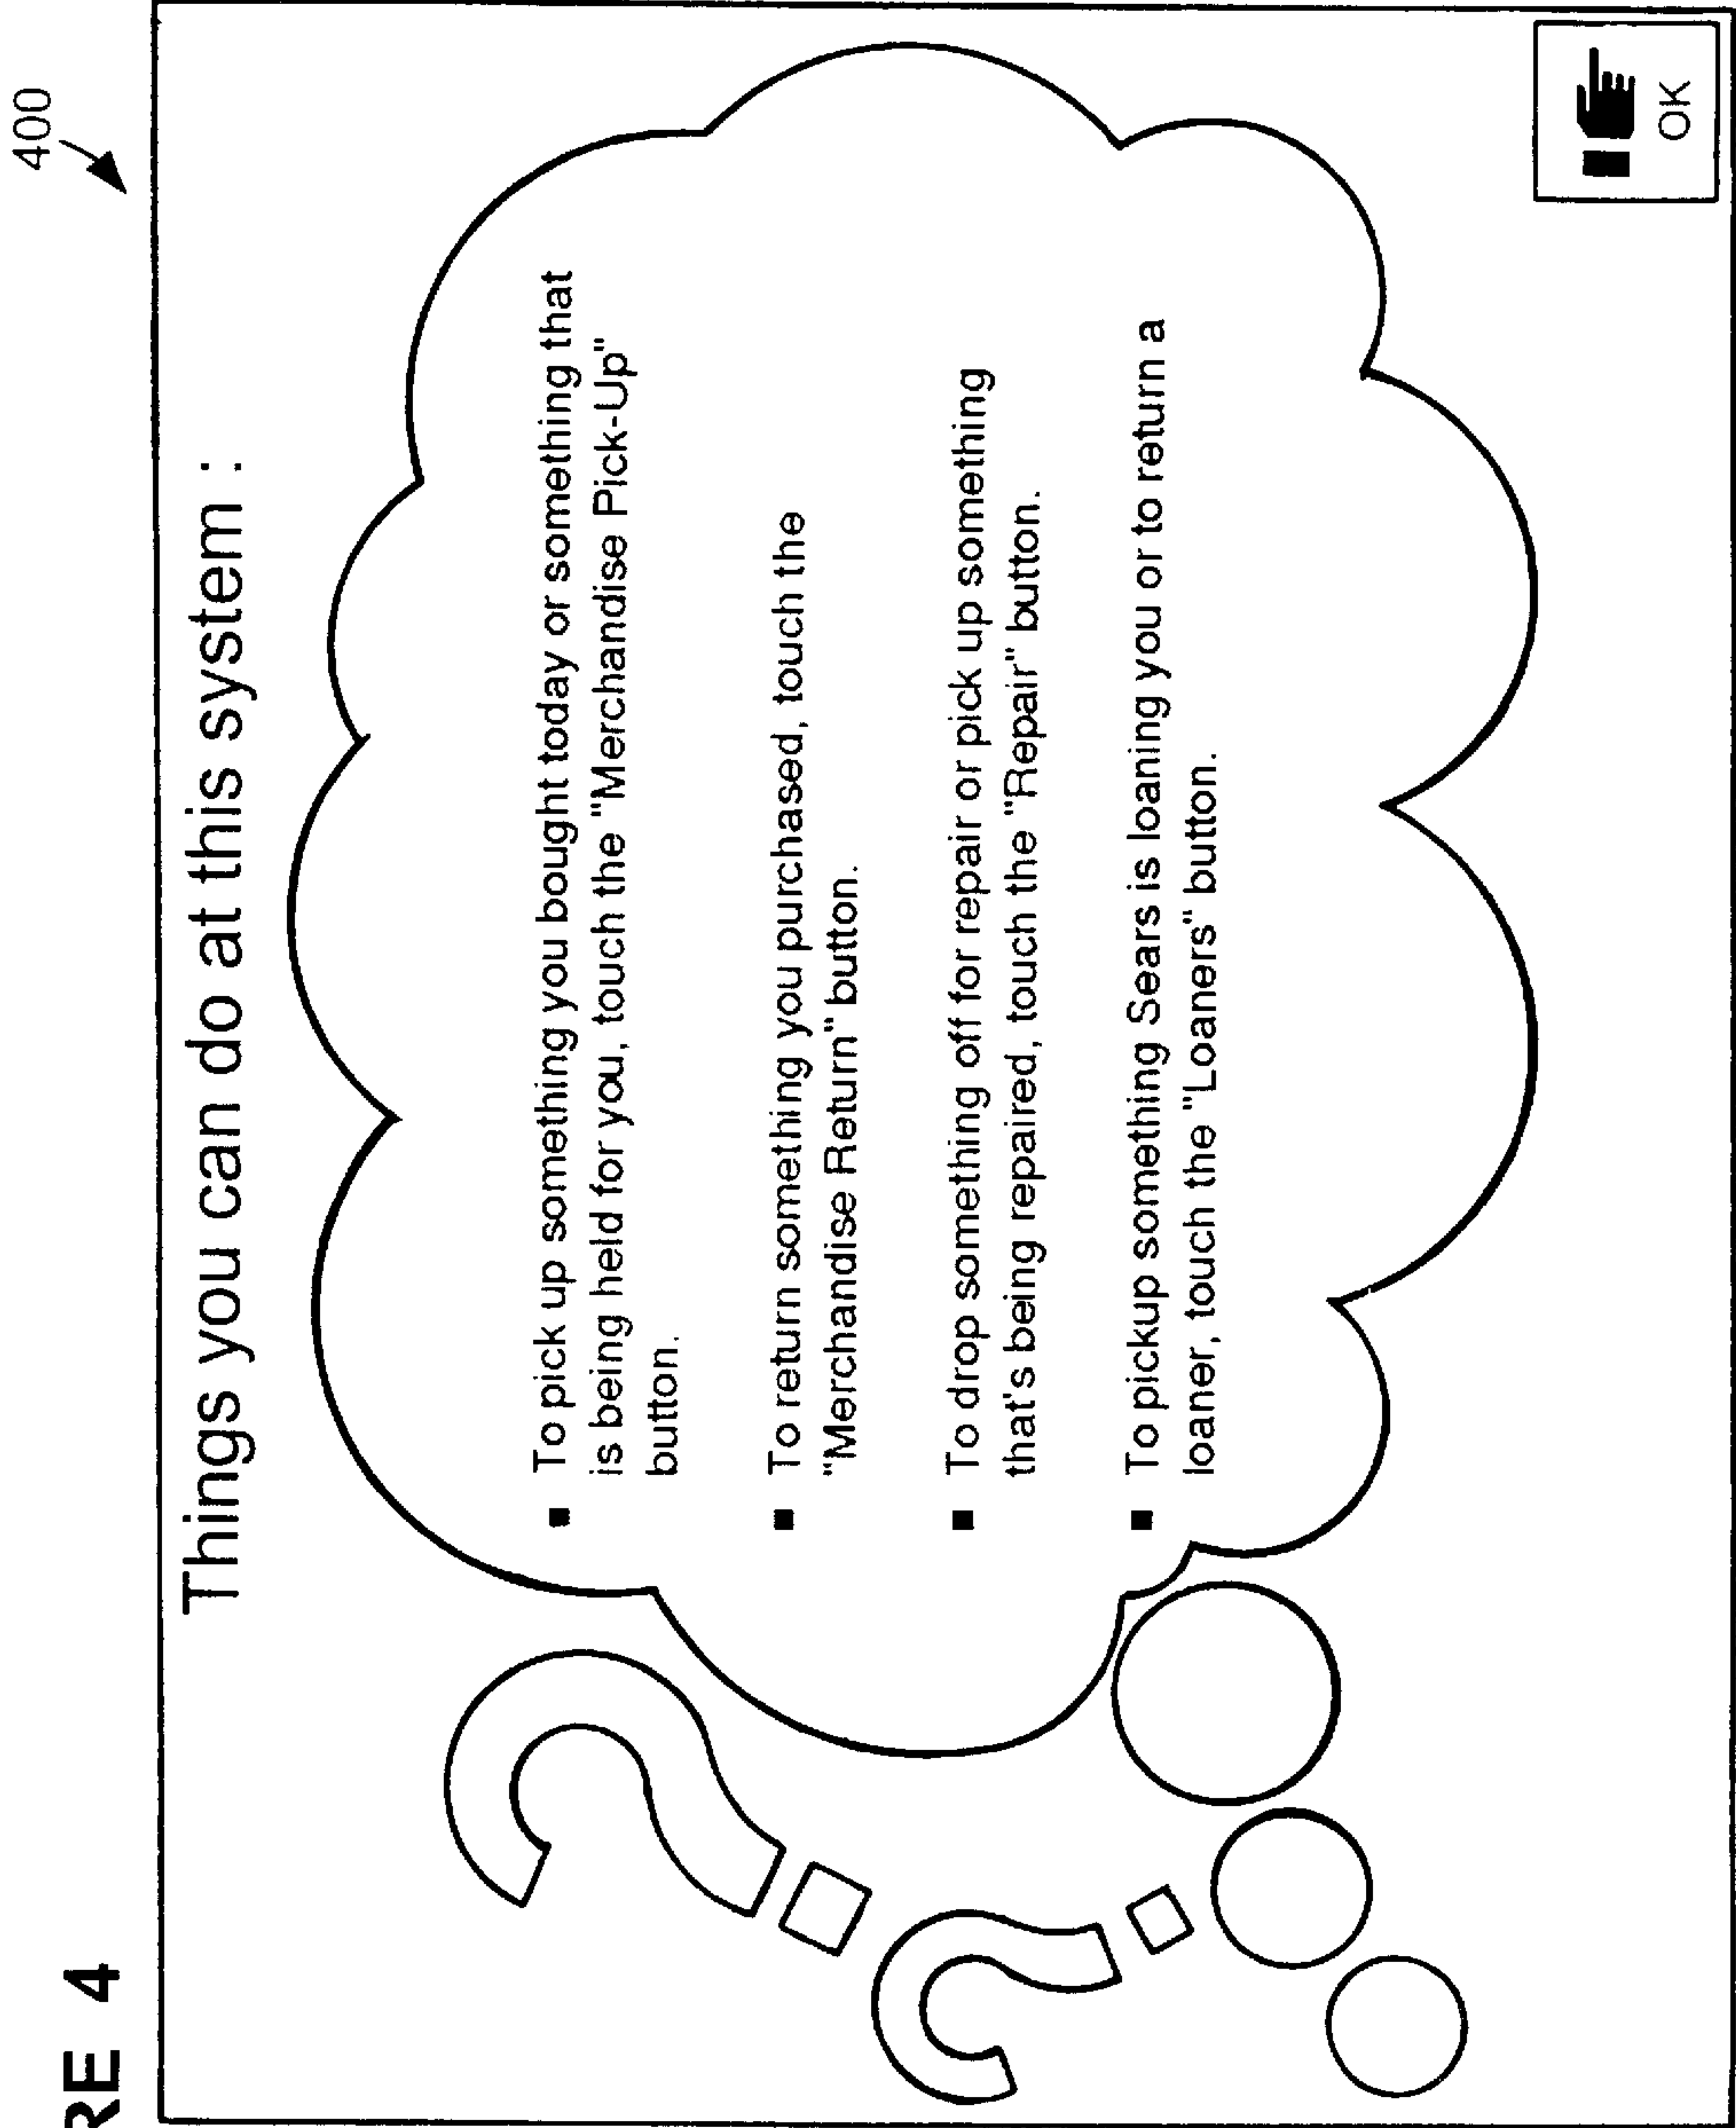 RE 4
400
Things you can do at this system :
▪ To pick up something you bought today or something that
is being held for you, touch the "Merchandise Pick-Up"
button.
▪ To return something you purchased, touch the
"Merchandise Return" button.
▪ To drop something off for repair or pick up something
that's being repaired, touch the "Repair" button.
▪ To pickup something Sears is loaning you or to return a
loaner, touch the "Loaners" button.
OK